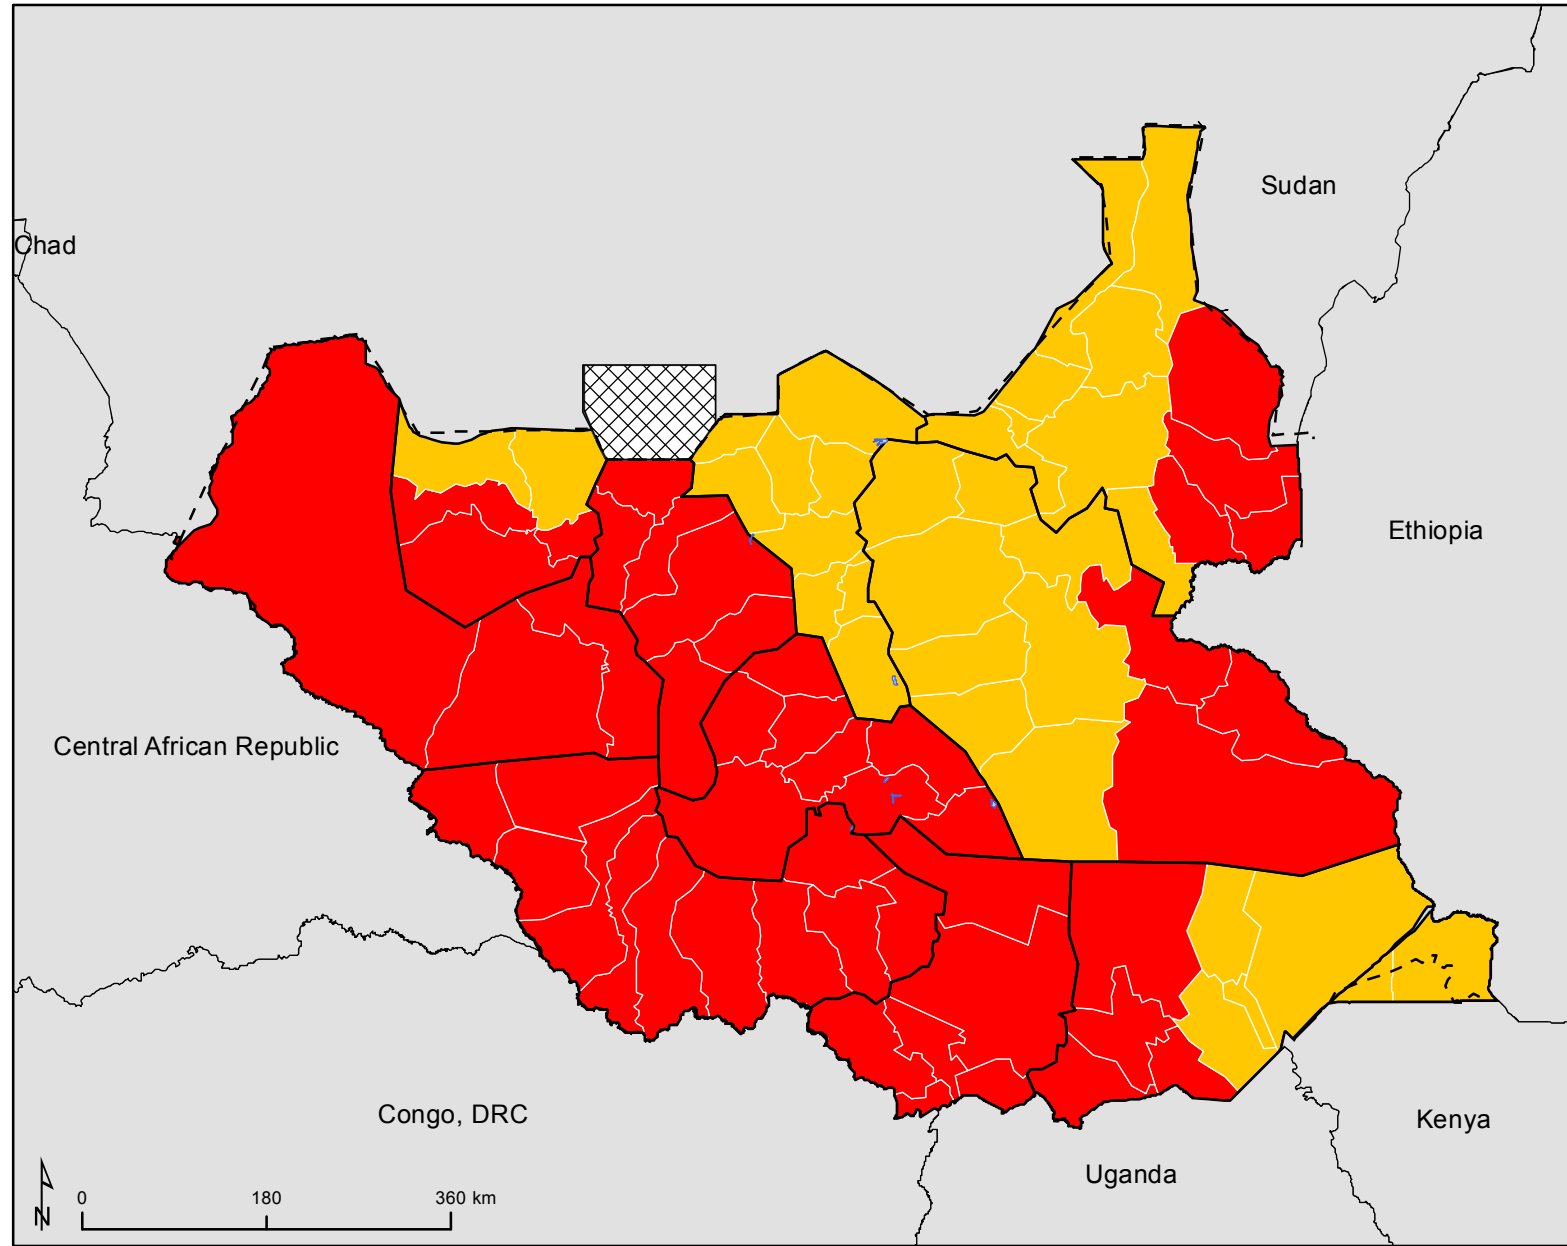 Sudan
Chad
Ethiopia
Central African Republic
Congo, DRC
Kenya
Uganda
N
0 180 360 km